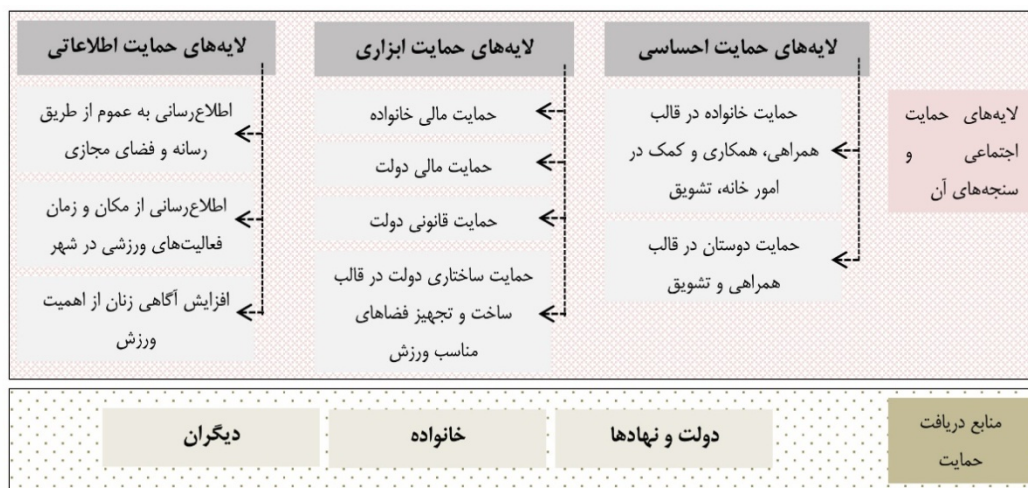 لایه‌های حمایت
اجتماعی و
سنجه‌های آن
لایه‌های حمایت احساسی
حمایت خانواده در قالب
همراهی، همکاری و کمک در
امور خانه، تشویق
حمایت دوستان در قالب
همراهی و تشویق
لایه‌های حمایت ابزاری
حمایت مالی خانواده
حمایت مالی دولت
حمایت قانونی دولت
حمایت ساختاری دولت در قالب
ساخت و تجهیز فضاهای
مناسب ورزش
لایه‌های حمایت اطلاعاتی
اطلاع‌رسانی به عموم از طریق
رسانه و فضای مجازی
اطلاع‌رسانی از مکان و زمان
فعالیت‌های ورزشی در شهر
افزایش آگاهی زنان از اهمیت
ورزش
منابع دریافت
حمایت
دولت و نهادها
خانواده
دیگران